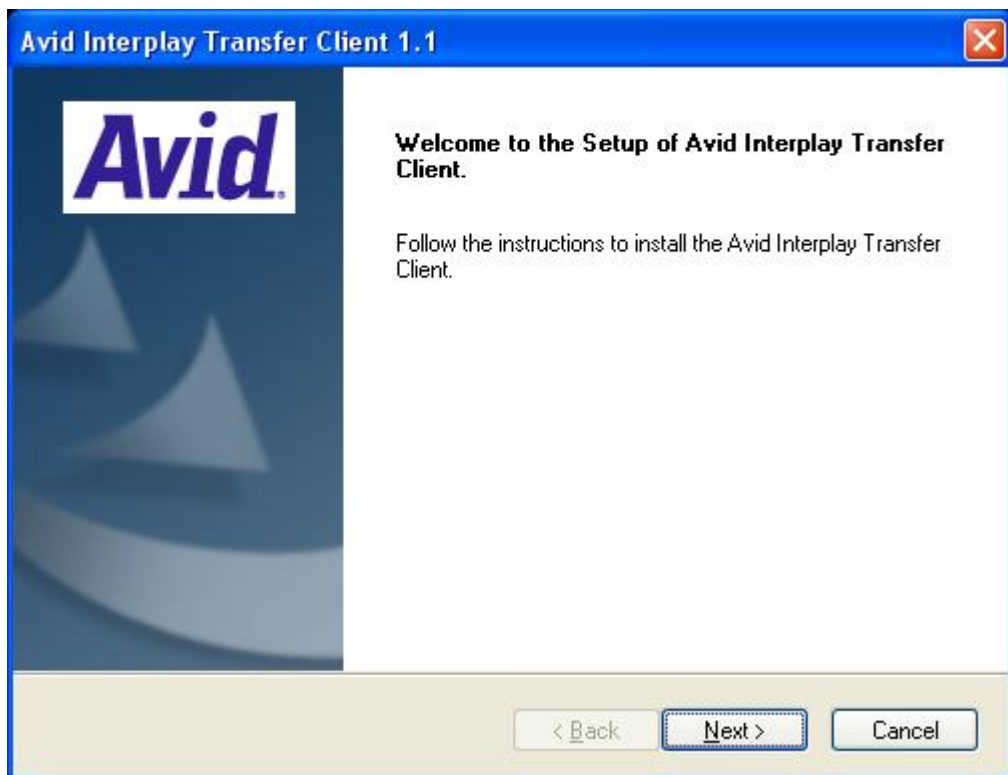 Avid Interplay Transfer Client 1.1
Avid.
Welcome to the Setup of Avid Interplay Transfer
Client.
Follow the instructions to install the Avid Interplay Transfer
Client.
< Back
Next >
Cancel